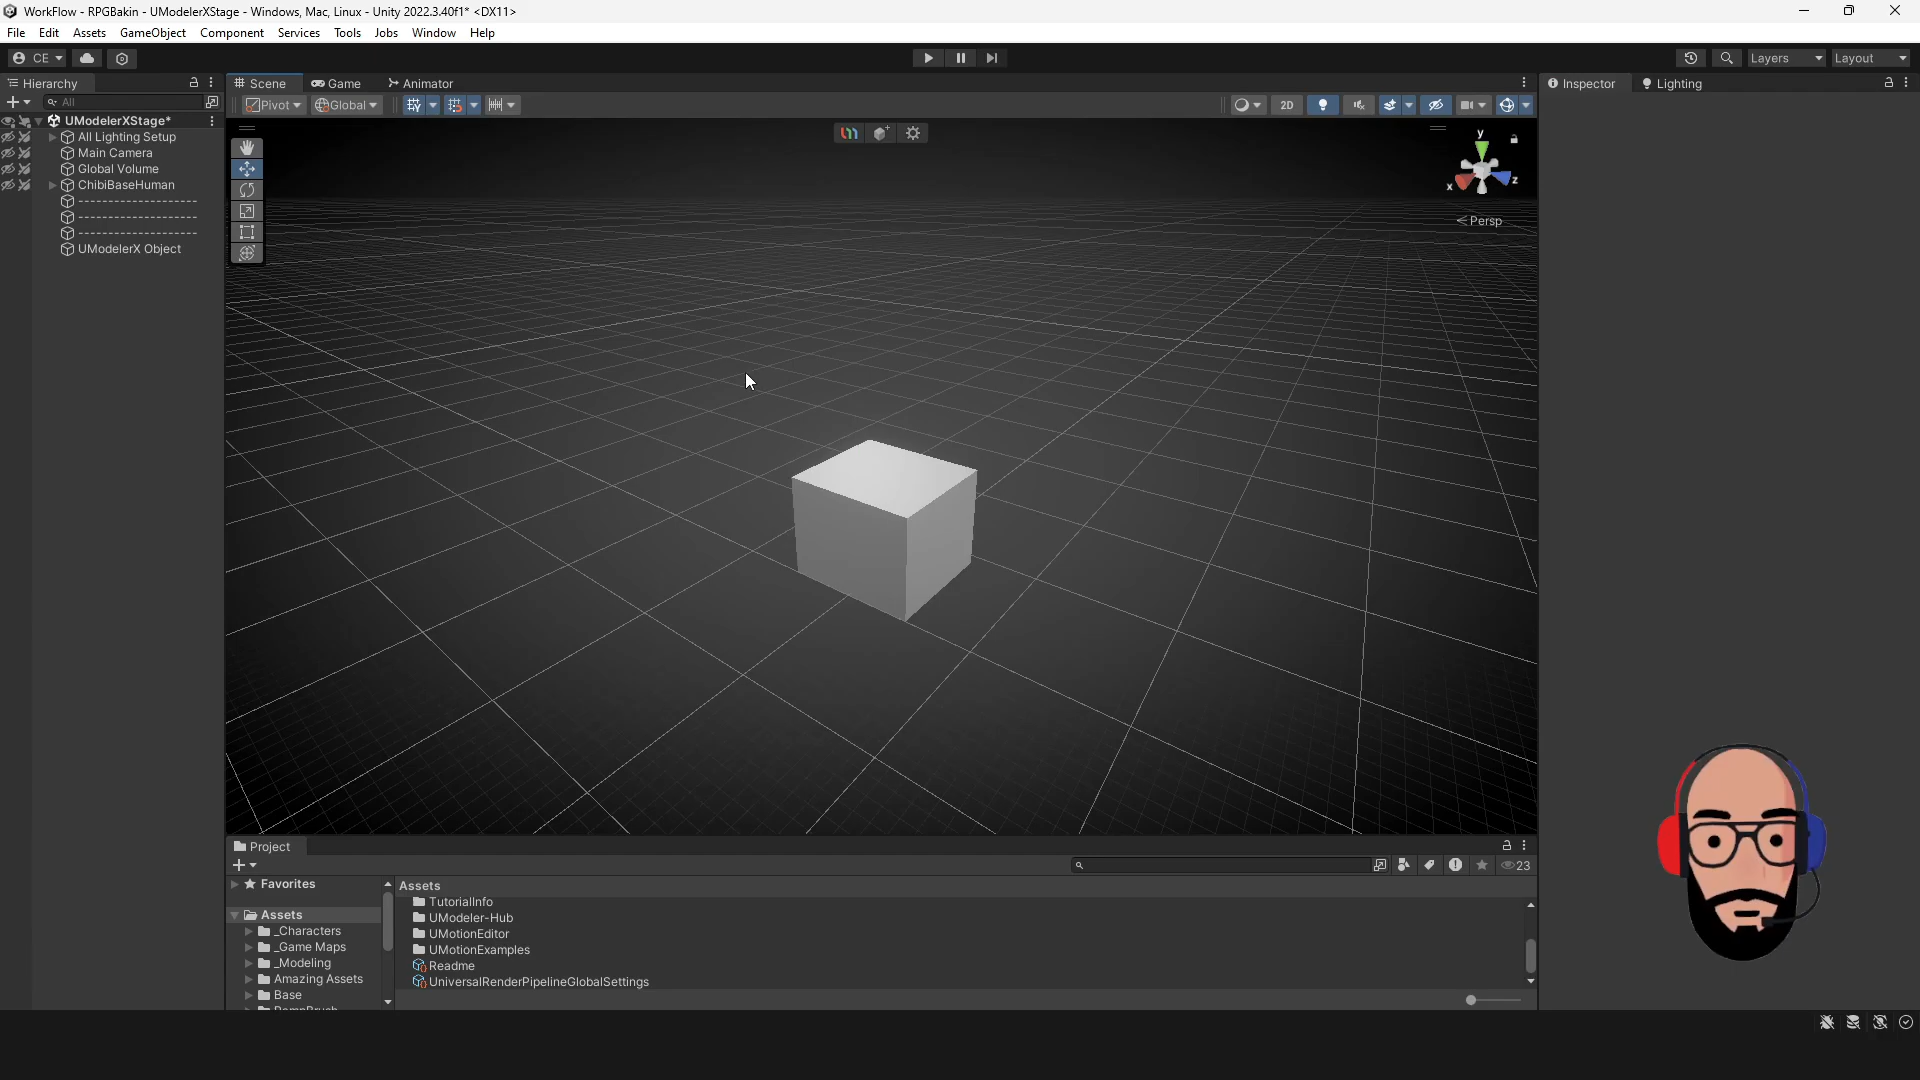 WorkFlow - RPGBakin - UModelerXStage - Windows, Mac, Linux - Unity 2022.3.40f1* <DX11>
File Edit Assets GameObject Component Services Tools Jobs Window Help
CE Layers Layout
Hierarchy
All
UModelerXStage*
All Lighting Setup
Main Camera
Global Volume
ChibiBaseHuman
--------------------
--------------------
--------------------
UModelerX Object
Scene Game Animator
Pivot Global 2D
y
x z
Persp
Inspector Lighting
Project
23
Favorites
Assets
_Characters
_Game Maps
_Modeling
Amazing Assets
Base
Assets
TutorialInfo
UModeler-Hub
UMotionEditor
UMotionExamples
Readme
UniversalRenderPipelineGlobalSettings